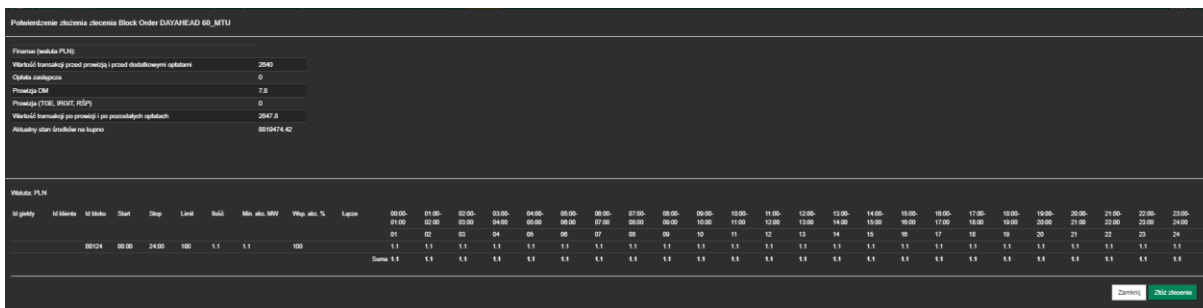 Potwierdzenie złożenia zlecenia Block Order DAYAHEAD 60_MTU
Finanse (waluta PLN):
Wartość transakcji przed prowizją i przed dodatkowymi opłatami 2640
Opłata zastępcza 0
Prowizja DM 7.8
Prowizja (TGE, IRGIT, RŚP) 0
Wartość transakcji po prowizji i po pozostałych opłatach 2647.8
Aktualny stan środków na kupno 8819474.42
Waluta: PLN
Id giełdy Id klienta Id bloku Start Stop Limit Ilość Min. akc. MW Wsp. akc. % Łącze 00:00-01:00 01:00-02:00 02:00-03:00 03:00-04:00 04:00-05:00 05:00-06:00 06:00-07:00 07:00-08:00 08:00-09:00 09:00-10:00 10:00-11:00 11:00-12:00 12:00-13:00 13:00-14:00 14:00-15:00 15:00-16:00 16:00-17:00 17:00-18:00 18:00-19:00 19:00-20:00 20:00-21:00 21:00-22:00 22:00-23:00 23:00-24:00
01 02 03 04 05 06 07 08 09 10 11 12 13 14 15 16 17 18 19 20 21 22 23 24
B0124 00:00 24:00 100 1.1 1.1 100 1.1 1.1 1.1 1.1 1.1 1.1 1.1 1.1 1.1 1.1 1.1 1.1 1.1 1.1 1.1 1.1 1.1 1.1 1.1 1.1 1.1 1.1 1.1 1.1
Suma 1.1 1.1 1.1 1.1 1.1 1.1 1.1 1.1 1.1 1.1 1.1 1.1 1.1 1.1 1.1 1.1 1.1 1.1 1.1 1.1 1.1 1.1 1.1 1.1
Zamknij Złóż zlecenie